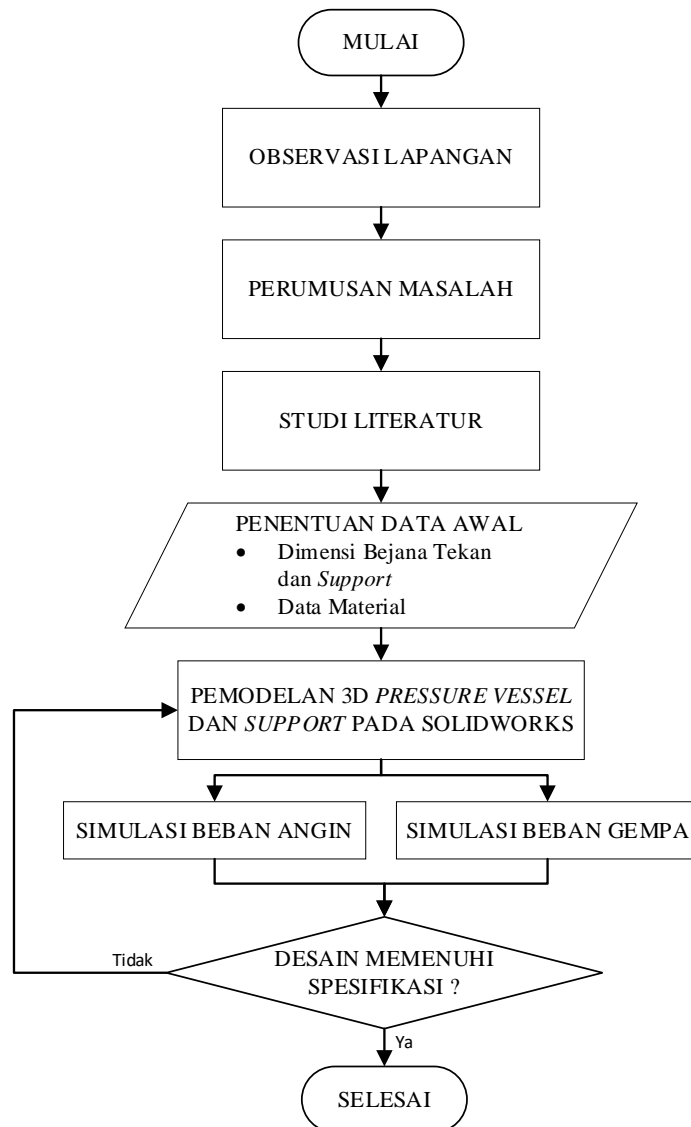 MULAI
OBSERVASI LAPANGAN
PERUMUSAN MASALAH
STUDI LITERATUR
PENENTUAN DATA AWAL
• Dimensi Bejana Tekan
dan Support
• Data Material
PEMODELAN 3D PRESSURE VESSEL
DAN SUPPORT PADA SOLIDWORKS
SIMULASI BEBAN ANGIN
SIMULASI BEBAN GEMPA
DESAIN MEMENUHI
SPESIFIKASI ?
Tidak
Ya
SELESAI